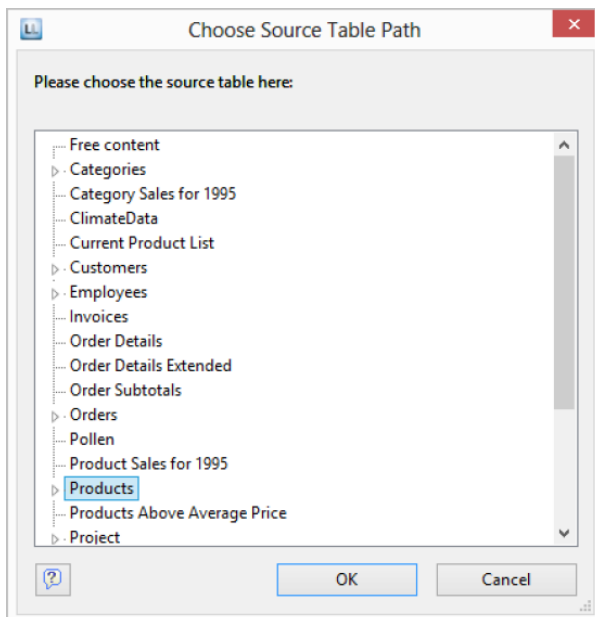 Choose Source Table Path
Please choose the source table here:
Free content
Categories
Category Sales for 1995
ClimateData
Current Product List
Customers
Employees
Invoices
Order Details
Order Details Extended
Order Subtotals
Orders
Pollen
Product Sales for 1995
Products
Products Above Average Price
Project
OK
Cancel